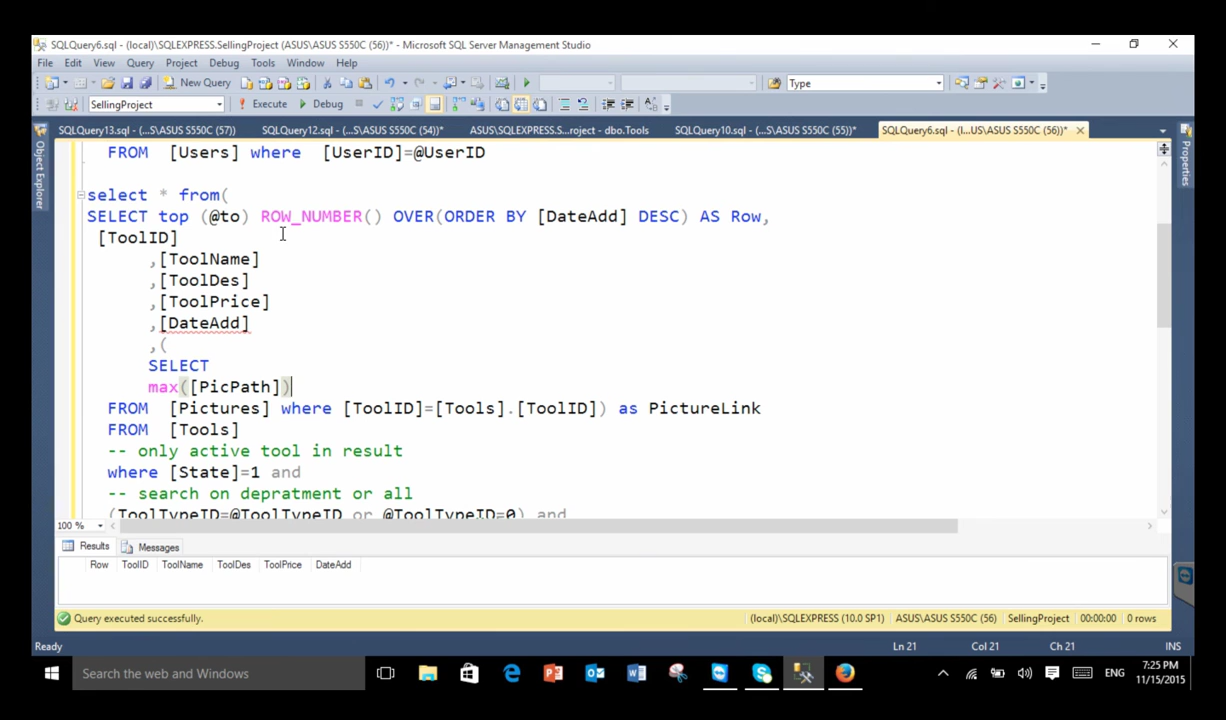 SQLQuery6.sql - (local)\SQLEXPRESS.SellingProject (ASUS\ASUS S550C (56))* - Microsoft SQL Server Management Studio
File Edit View Query Project Debug Tools Window Help
New Query Type
SellingProject Execute Debug
SQLQuery13.sql - (...S\ASUS S550C (57)) SQLQuery12.sql - (...S\ASUS S550C (54))* ASUS\SQLEXPRESS.S...roject - dbo.Tools SQLQuery10.sql - (...S\ASUS S550C (55))* SQLQuery6.sql - (l...US\ASUS S550C (56))*
Object Explorer
Properties
FROM [Users] where [UserID]=@UserID
select * from(
SELECT top (@to) ROW_NUMBER() OVER(ORDER BY [DateAdd] DESC) AS Row,
[ToolID]
,[ToolName]
,[ToolDes]
,[ToolPrice]
,[DateAdd]
,(
SELECT
max([PicPath])
FROM [Pictures] where [ToolID]=[Tools].[ToolID]) as PictureLink
FROM [Tools]
-- only active tool in result
where [State]=1 and
-- search on depratment or all
(ToolTypeID=@ToolTypeID or @ToolTypeID=0) and
100 %
Results Messages
Row ToolID ToolName ToolDes ToolPrice DateAdd
Query executed successfully. (local)\SQLEXPRESS (10.0 SP1) ASUS\ASUS S550C (56) SellingProject 00:00:00 0 rows
Ready Ln 21 Col 21 Ch 21 INS
Search the web and Windows ENG 7:25 PM
11/15/2015